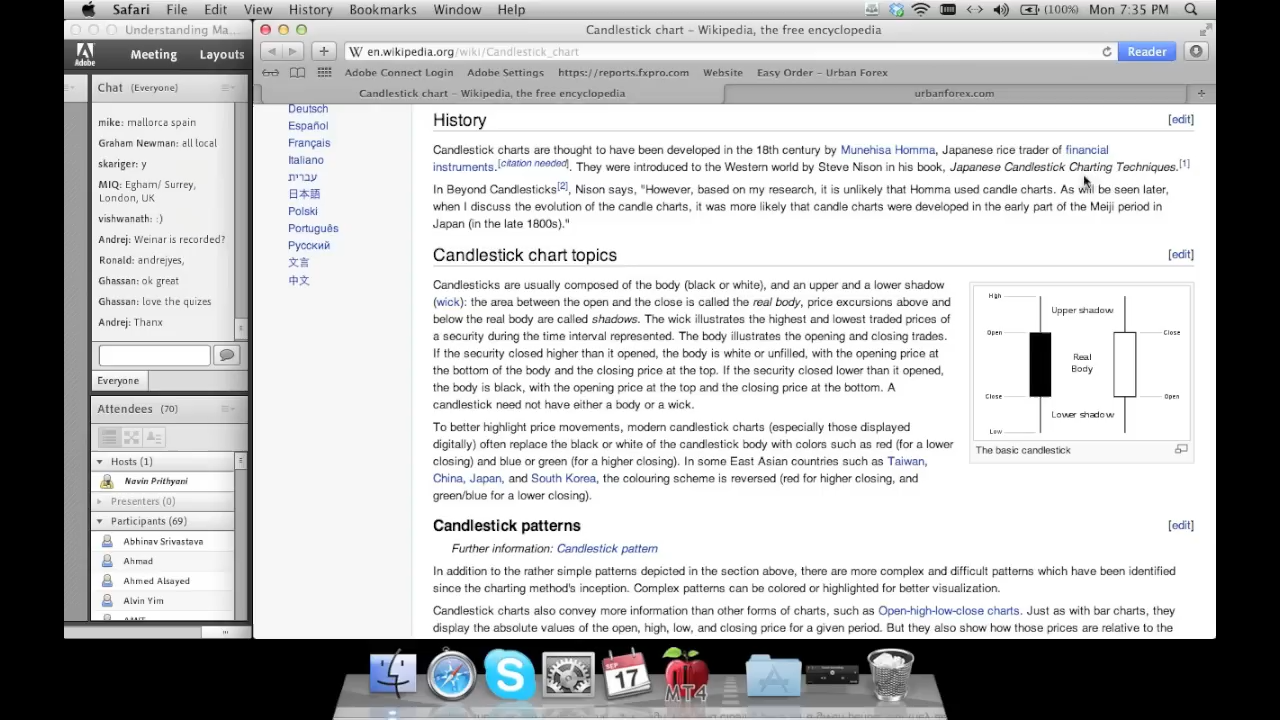 Safari File Edit View History Bookmarks Window Help
(100%) Mon 7:35 PM
Understanding Ma...
Adobe
Meeting Layouts
Chat (Everyone)
mike: mallorca spain
Graham Newman: all local
skariger: y
MIQ: Egham/ Surrey,
London, UK
vishwanath: :)
Andrej: Weinar is recorded?
Ronald: andrejyes,
Ghassan: ok great
Ghassan: love the quizes
Andrej: Thanx
Everyone
Attendees (70)
Hosts (1)
Navin Prithyani
Presenters (0)
Participants (69)
Abhinav Srivastava
Ahmad
Ahmed Alsayed
Alvin Yim
Candlestick chart – Wikipedia, the free encyclopedia
W en.wikipedia.org/wiki/Candlestick_chart
Reader
Adobe Connect Login Adobe Settings https://reports.fxpro.com Website Easy Order – Urban Forex
Candlestick chart – Wikipedia, the free encyclopedia
urbanforex.com
Deutsch
Español
Français
Italiano
עברית
日本語
Polski
Português
Русский
文言
中文
History [edit]
Candlestick charts are thought to have been developed in the 18th century by Munehisa Homma, Japanese rice trader of financial
instruments.[citation needed]. They were introduced to the Western world by Steve Nison in his book, Japanese Candlestick Charting Techniques.[1]
In Beyond Candlesticks[2], Nison says, "However, based on my research, it is unlikely that Homma used candle charts. As will be seen later,
when I discuss the evolution of the candle charts, it was more likely that candle charts were developed in the early part of the Meiji period in
Japan (in the late 1800s)."
Candlestick chart topics [edit]
Candlesticks are usually composed of the body (black or white), and an upper and a lower shadow
(wick): the area between the open and the close is called the real body, price excursions above and
below the real body are called shadows. The wick illustrates the highest and lowest traded prices of
a security during the time interval represented. The body illustrates the opening and closing trades.
If the security closed higher than it opened, the body is white or unfilled, with the opening price at
the bottom of the body and the closing price at the top. If the security closed lower than it opened,
the body is black, with the opening price at the top and the closing price at the bottom. A
candlestick need not have either a body or a wick.
To better highlight price movements, modern candlestick charts (especially those displayed
digitally) often replace the black or white of the candlestick body with colors such as red (for a lower
closing) and blue or green (for a higher closing). In some East Asian countries such as Taiwan,
China, Japan, and South Korea, the colouring scheme is reversed (red for higher closing, and
green/blue for a lower closing).
High
Upper shadow
Open
Close
Real
Body
Close
Open
Lower shadow
Low
The basic candlestick
Candlestick patterns [edit]
Further information: Candlestick pattern
In addition to the rather simple patterns depicted in the section above, there are more complex and difficult patterns which have been identified
since the charting method's inception. Complex patterns can be colored or highlighted for better visualization.
Candlestick charts also convey more information than other forms of charts, such as Open-high-low-close charts. Just as with bar charts, they
display the absolute values of the open, high, low, and closing price for a given period. But they also show how those prices are relative to the
SEP
17
MT4